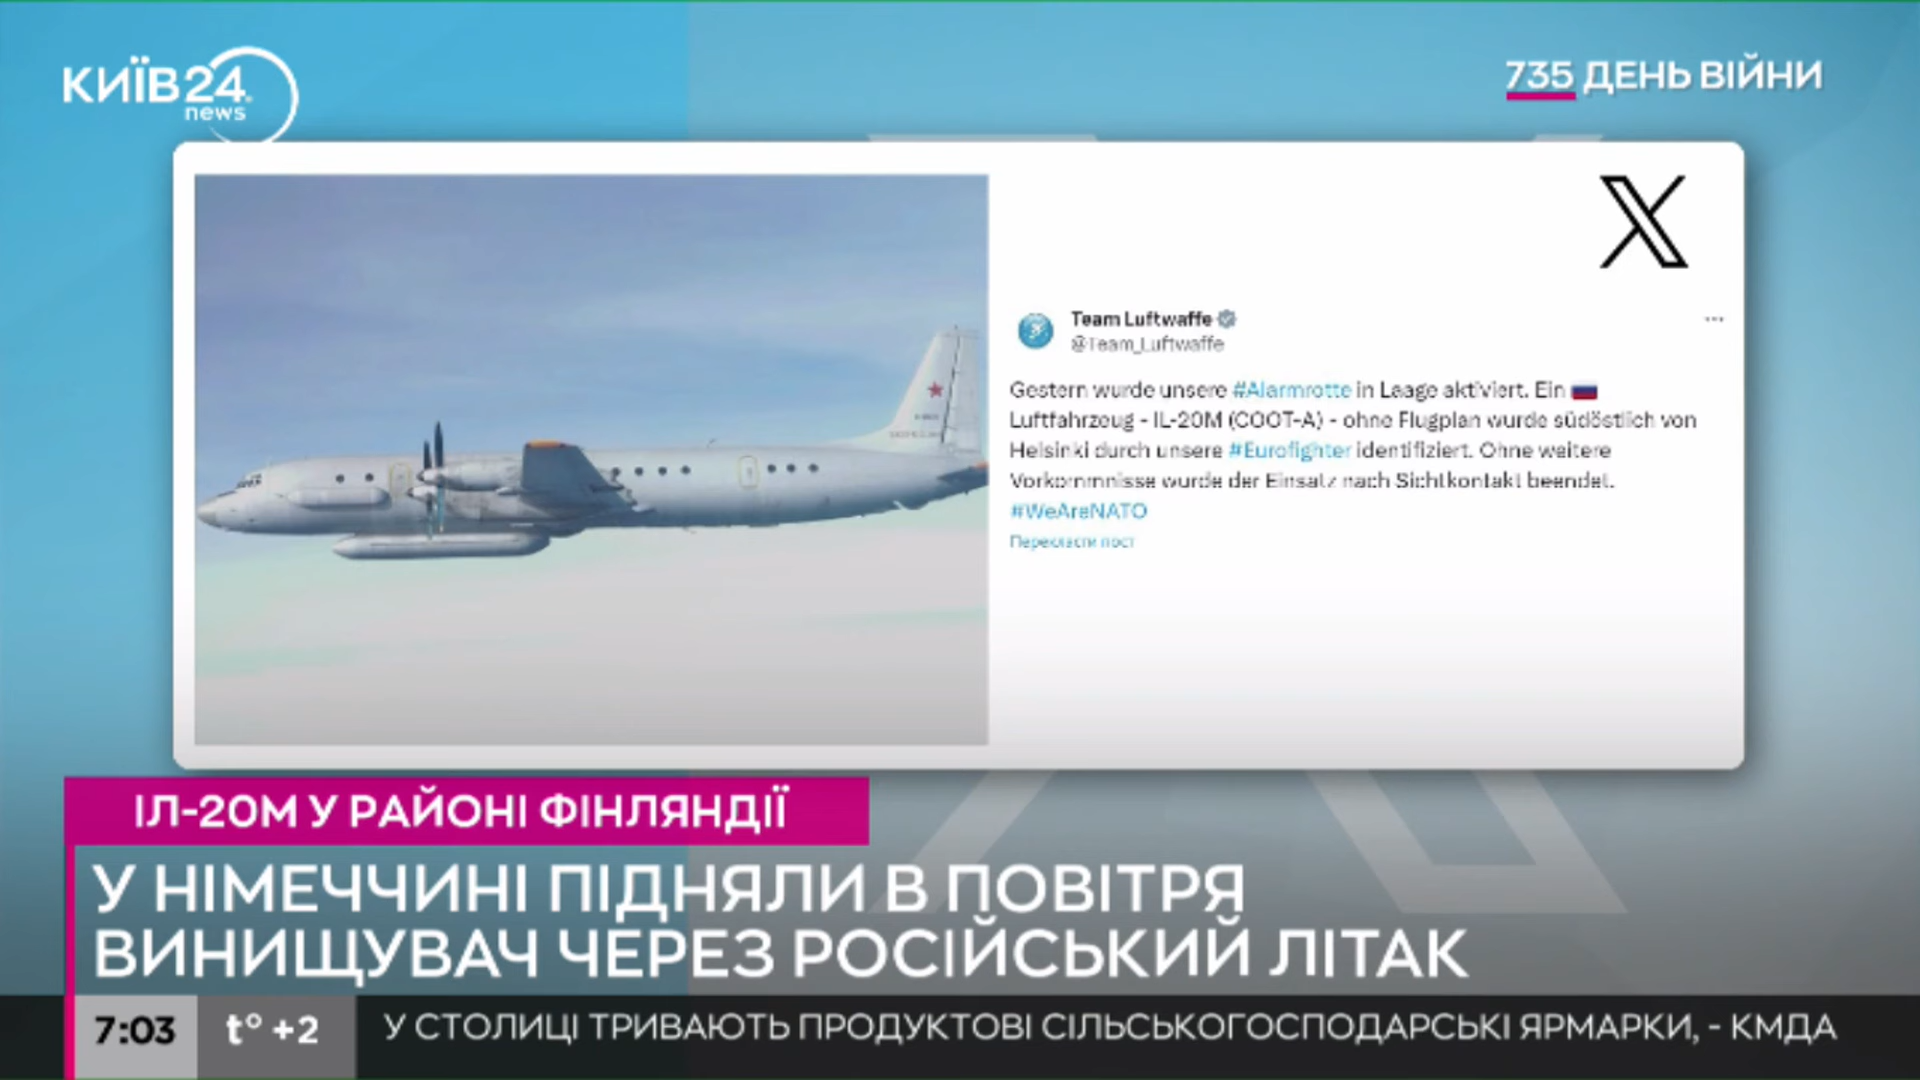 КИЇВ24
news
735 ДЕНЬ ВІЙНИ
Team Luftwaffe
@Team_Luftwaffe
Gestern wurde unsere #Alarmrotte in Laage aktiviert. Ein
Luftfahrzeug - IL-20M (COOT-A) - ohne Flugplan wurde südöstlich von
Helsinki durch unsere #Eurofighter identifiziert. Ohne weitere
Vorkommnisse wurde der Einsatz nach Sichtkontakt beendet.
#WeAreNATO
Перекласти пост
ІЛ-20М У РАЙОНІ ФІНЛЯНДІЇ
У НІМЕЧЧИНІ ПІДНЯЛИ В ПОВІТРЯ
ВИНИЩУВАЧ ЧЕРЕЗ РОСІЙСЬКИЙ ЛІТАК
7:03 t° +2 У СТОЛИЦІ ТРИВАЮТЬ ПРОДУКТОВІ СІЛЬСЬКОГОСПОДАРСЬКІ ЯРМАРКИ, - КМДА